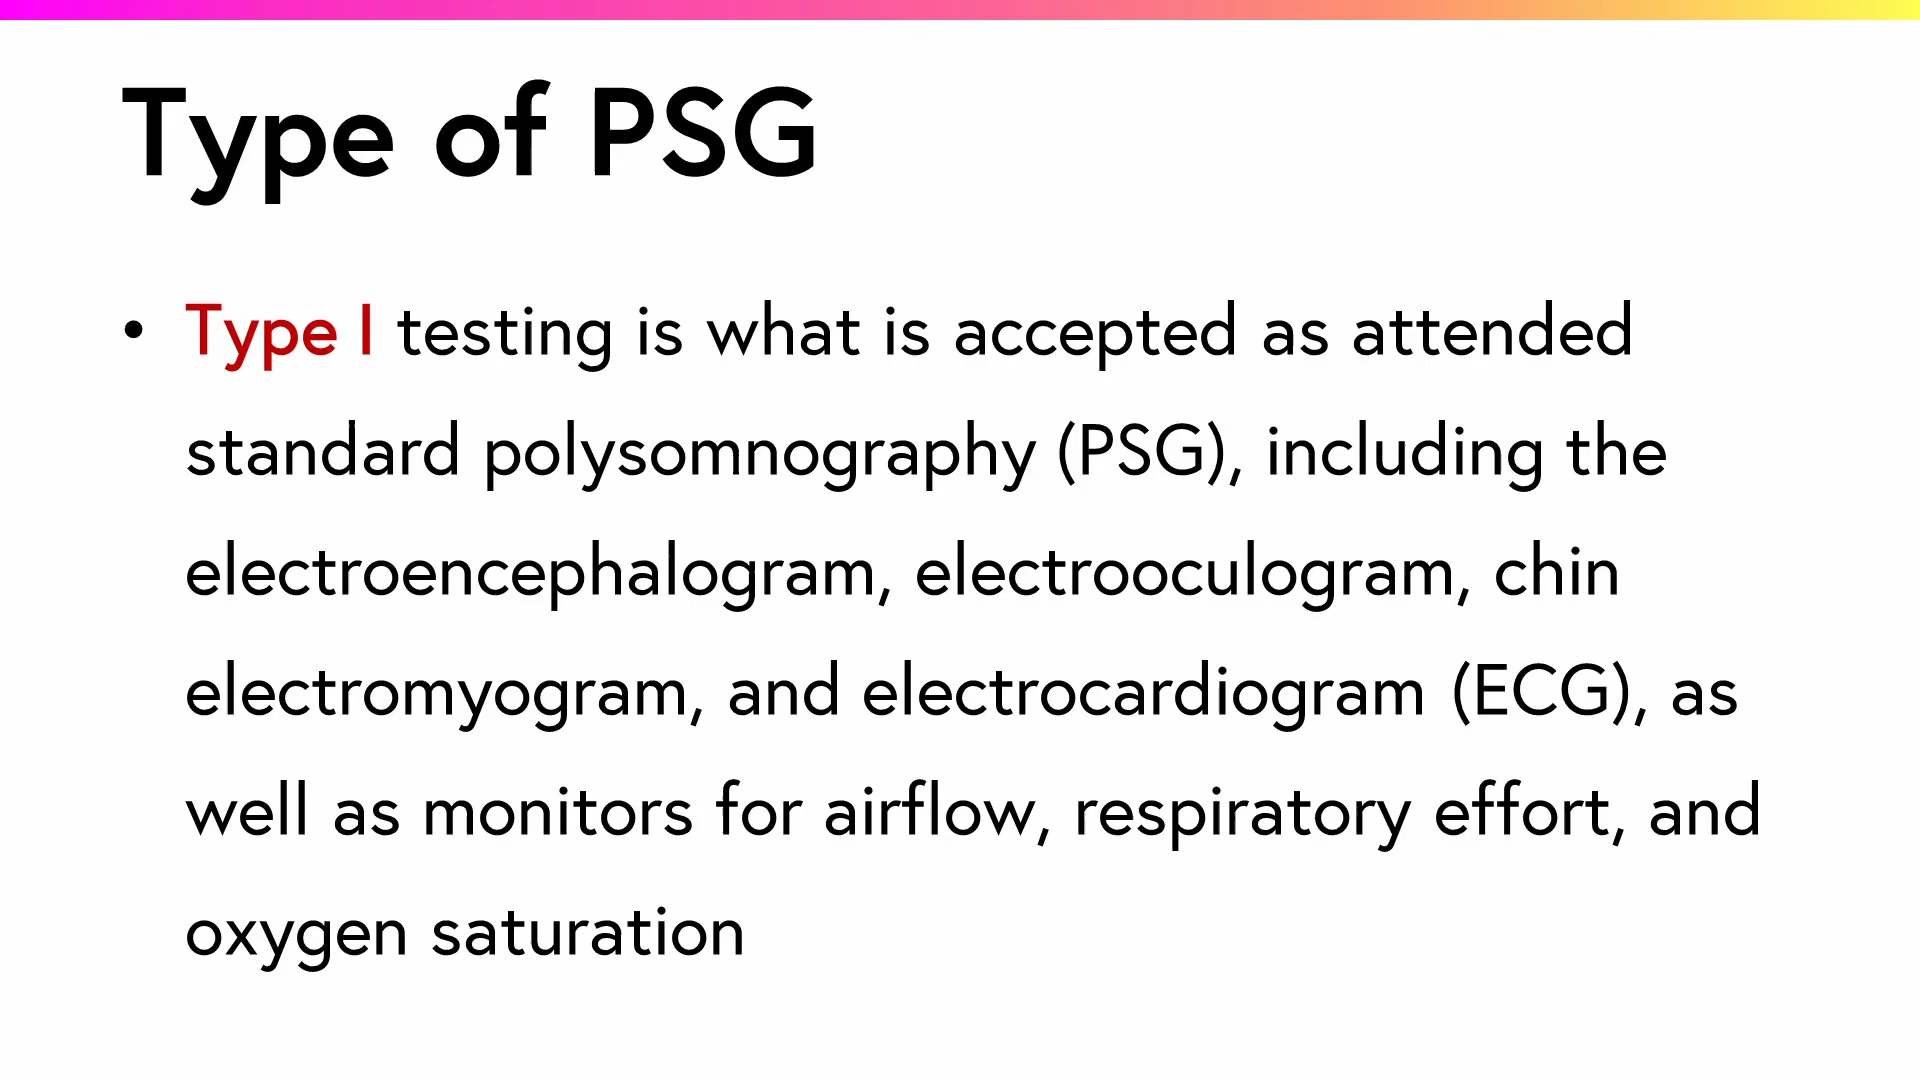 Type of PSG
• Type I testing is what is accepted as attended
standard polysomnography (PSG), including the
electroencephalogram, electrooculogram, chin
electromyogram, and electrocardiogram (ECG), as
well as monitors for airflow, respiratory effort, and
oxygen saturation